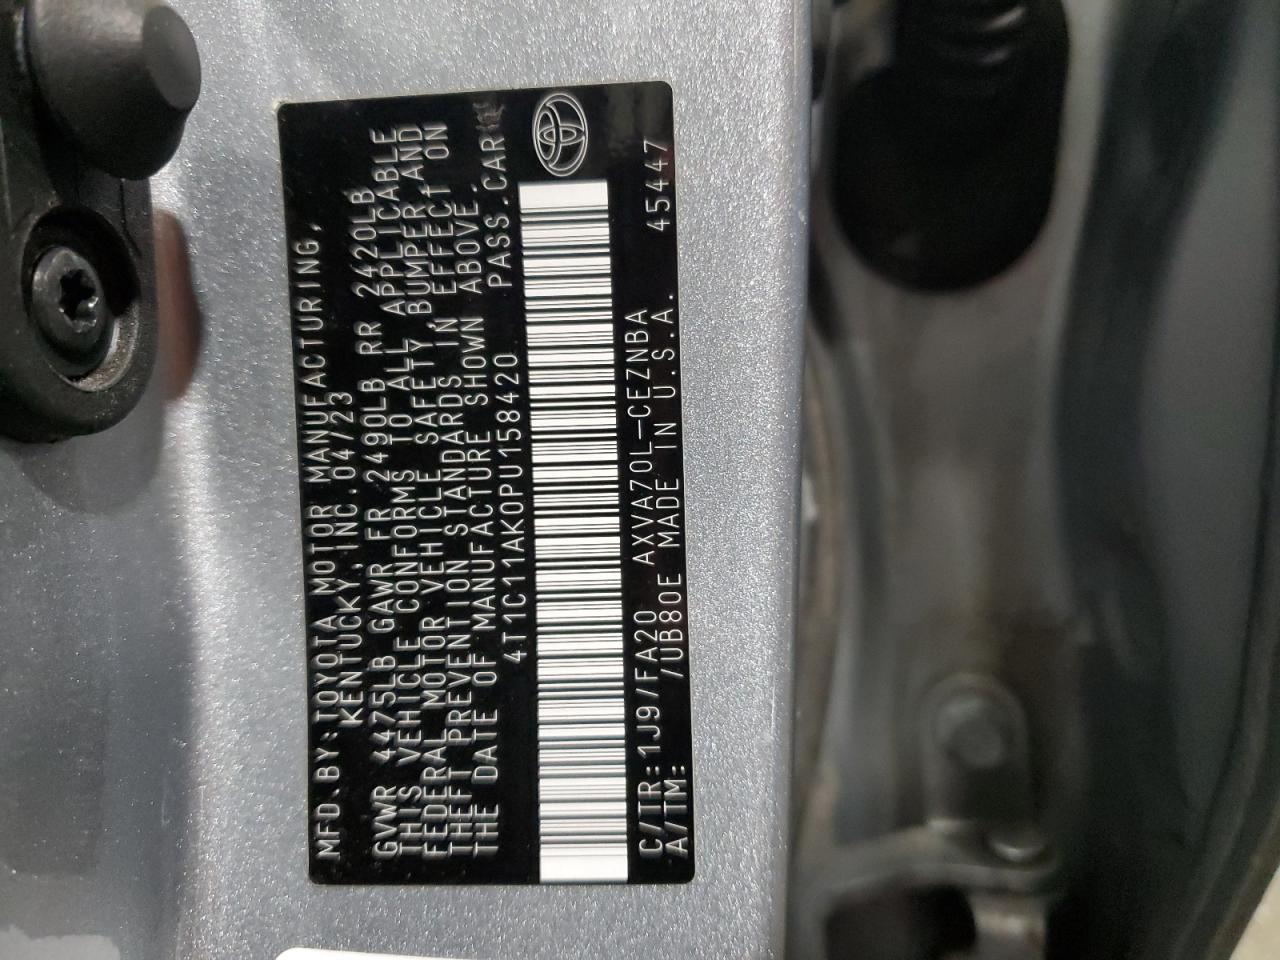 MFD.BY:TOYOTA MOTOR MANUFACTURING,
KENTUCKY,INC.04/23
GVWR 4475LB GAWR FR 2490LB RR 2420LB
THIS VEHICLE CONFORMS TO ALL APPLICABLE
FEDERAL MOTOR VEHICLE SAFETY, BUMPER, AND
THEFT PREVENTION STANDARDS IN EFFECT ON
THE DATE OF MANUFACTURE SHOWN ABOVE.
4T1C11AK0PU158420 PASS.CAR
C/TR:1J9/FA20 AXVA70L-CEZNBA 45447
A/TM: /UB80E MADE IN U.S.A.